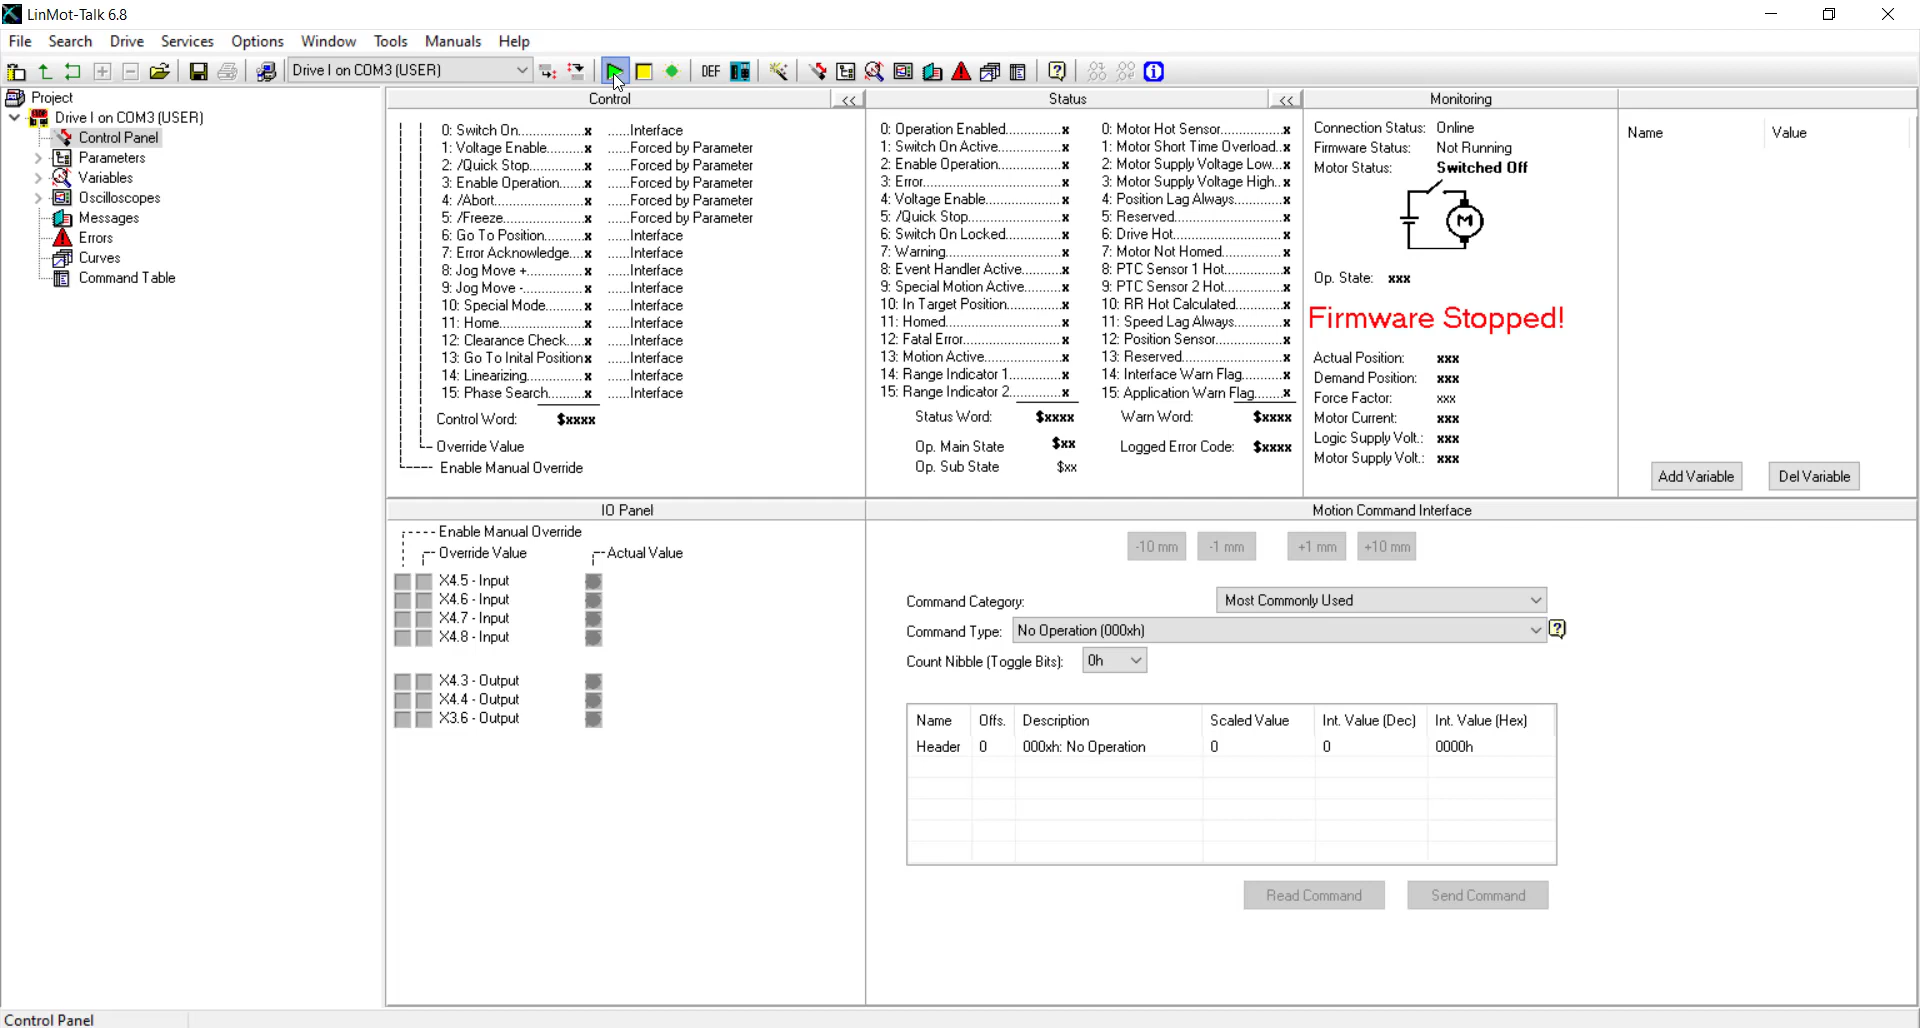 LinMot-Talk 6.8
File Search Drive Services Options Window Tools Manuals Help
Drive I on COM3 (USER) DEF
Project
Drive I on COM3 (USER)
Control Panel
Parameters
Variables
Oscilloscopes
Messages
Errors
Curves
Command Table
Control <<
0: Switch On................x ......Interface
1: Voltage Enable..........x ......Forced by Parameter
2: /Quick Stop..............x ......Forced by Parameter
3: Enable Operation.......x ......Forced by Parameter
4: /Abort.....................x ......Forced by Parameter
5: /Freeze...................x ......Forced by Parameter
6: Go To Position..........x ......Interface
7: Error Acknowledge....x ......Interface
8: Jog Move +..............x ......Interface
9: Jog Move -...............x ......Interface
10: Special Mode..........x ......Interface
11: Home.....................x ......Interface
12: Clearance Check.....x ......Interface
13: Go To Inital Positionx ......Interface
14: Linearizing..............x ......Interface
15: Phase Search.........x ......Interface
Control Word: $xxxx
Override Value
Enable Manual Override
Status <<
0: Operation Enabled.............x
1: Switch On Active...............x
2: Enable Operation...............x
3: Error..................................x
4: Voltage Enable..................x
5: /Quick Stop......................x
6: Switch On Locked..............x
7: Warning............................x
8: Event Handler Active..........x
9: Special Motion Active.........x
10: In Target Position.............x
11: Homed............................x
12: Fatal Error........................x
13: Motion Active...................x
14: Range Indicator 1.............x
15: Range Indicator 2.............x
Status Word: $xxxx
Op. Main State $xx
Op. Sub State $xx
0: Motor Hot Sensor...............x
1: Motor Short Time Overload..x
2: Motor Supply Voltage Low...x
3: Motor Supply Voltage High..x
4: Position Lag Always............x
5: Reserved..........................x
6: Drive Hot...........................x
7: Motor Not Homed...............x
8: PTC Sensor 1 Hot..............x
9: PTC Sensor 2 Hot..............x
10: RR Hot Calculated............x
11: Speed Lag Always............x
12: Position Sensor................x
13: Reserved........................x
14: Interface Warn Flag..........x
15: Application Warn Flag.......x
Warn Word: $xxxx
Logged Error Code: $xxxx
Monitoring
Connection Status: Online
Firmware Status: Not Running
Motor Status: Switched Off
M
Op. State: xxx
Firmware Stopped!
Actual Position: xxx
Demand Position: xxx
Force Factor: xxx
Motor Current: xxx
Logic Supply Volt.: xxx
Motor Supply Volt.: xxx
Name Value
Add Variable Del Variable
IO Panel
Enable Manual Override
Override Value Actual Value
X4.5 - Input
X4.6 - Input
X4.7 - Input
X4.8 - Input
X4.3 - Output
X4.4 - Output
X3.6 - Output
Motion Command Interface
-10 mm -1 mm +1 mm +10 mm
Command Category: Most Commonly Used
Command Type: No Operation (000xh) ?
Count Nibble (Toggle Bits): 0h
Name Offs. Description Scaled Value Int. Value (Dec) Int. Value (Hex)
Header 0 000xh: No Operation 0 0 0000h
Read Command Send Command
Control Panel